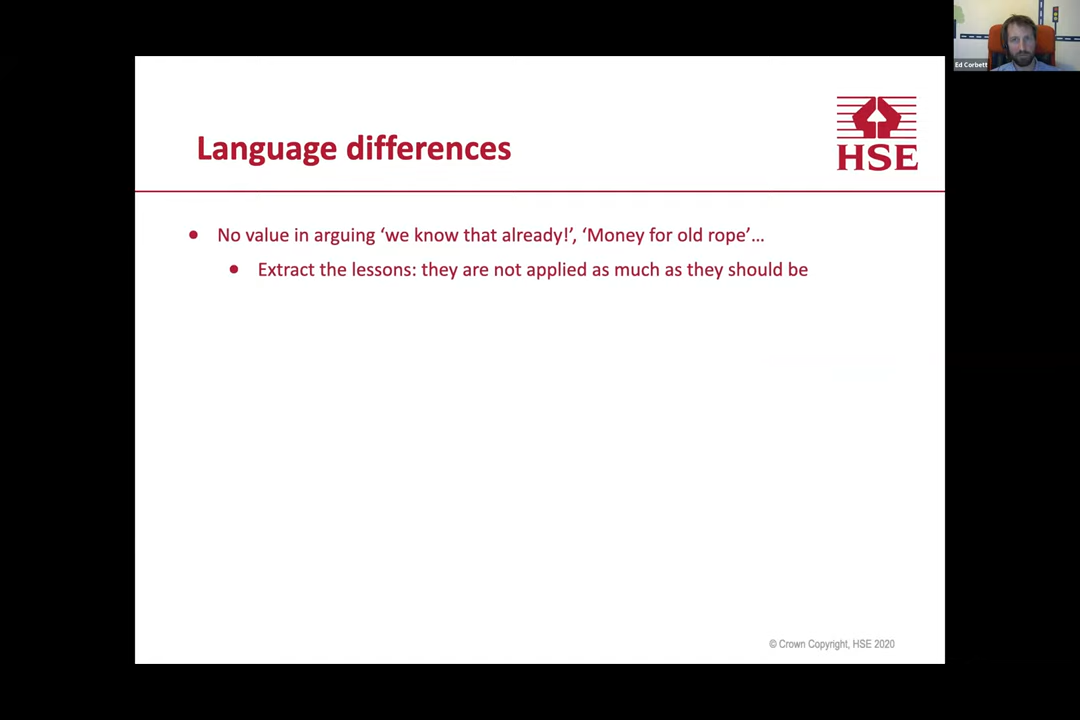 Ed Corbett
HSE
Language differences
No value in arguing ‘we know that already!’, ‘Money for old rope’…
Extract the lessons: they are not applied as much as they should be
© Crown Copyright, HSE 2020